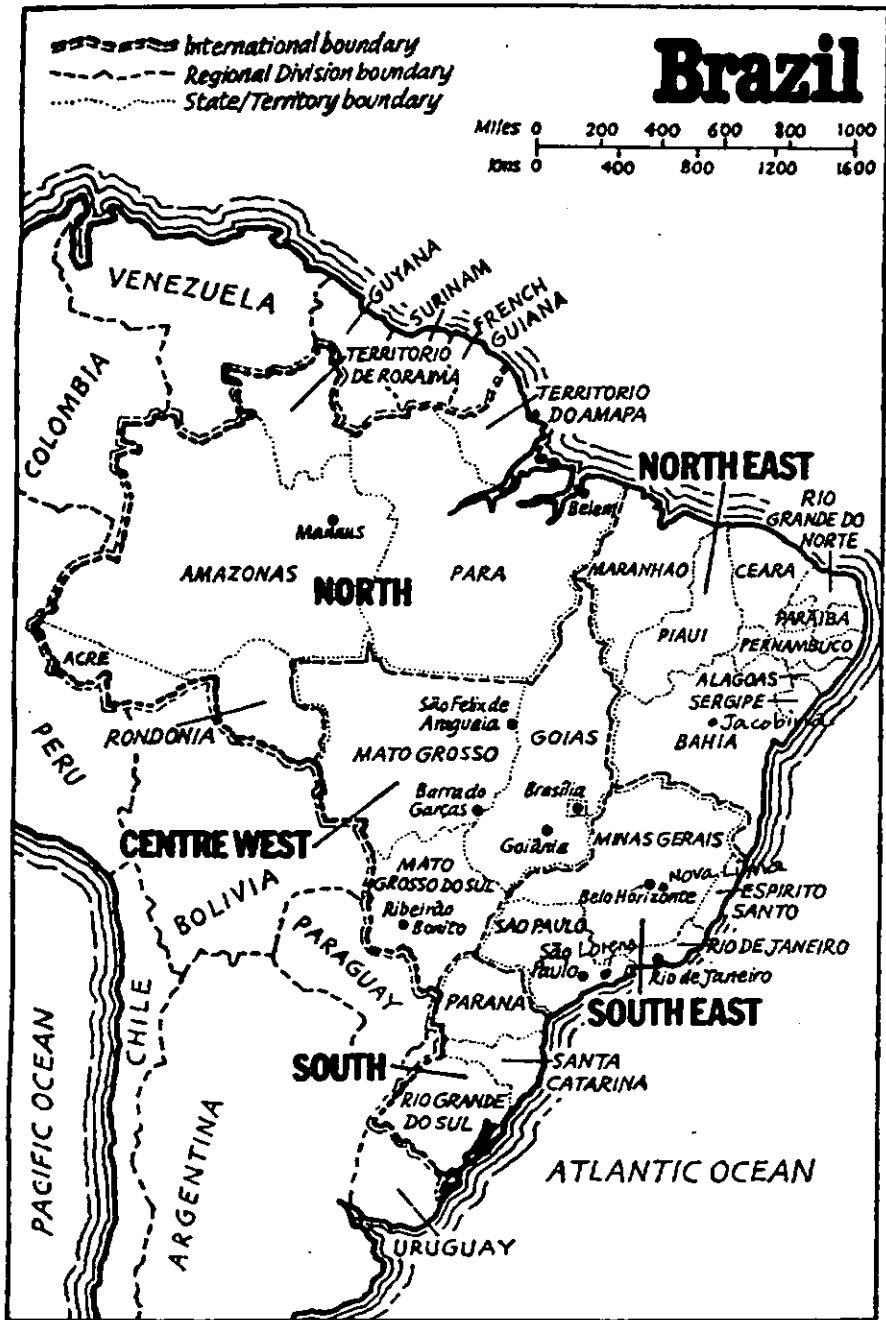 International boundary
Regional Division boundary
State/Territory boundary
Brazil
Miles 0 200 400 600 800 1000
Kms 0 400 800 1200 1600
VENEZUELA
GUYANA
SURINAM
FRENCH
GUIANA
COLOMBIA
TERRITORIO
DE RORAIMA
TERRITORIO
DO AMAPA
NORTH EAST
RIO
GRANDE DO
NORTE
Belem
Manaus
AMAZONAS
NORTH
PARA
MARANHAO
CEARA
PIAUI
PARAIBA
PERNAMBUCO
ACRE
ALAGOAS
SERGIPE
Jacobina
BAHIA
PERU
RONDONIA
São Felix de
Araguaia
GOIAS
MATO GROSSO
Barra do
Garças
Brasília
CENTRE WEST
Goiânia
MINAS GERAIS
MATO
GROSSO DO SUL
Nova Lima
Belo Horizonte
ESPIRITO
SANTO
BOLIVIA
Ribeirão
Bonito
SAO PAULO
PARAGUAY
São
Paulo
Lorena
RIO DE JANEIRO
Rio de Janeiro
PARANA
SOUTH EAST
CHILE
SOUTH
SANTA
CATARINA
RIO GRANDE
DO SUL
PACIFIC OCEAN
ARGENTINA
ATLANTIC OCEAN
URUGUAY